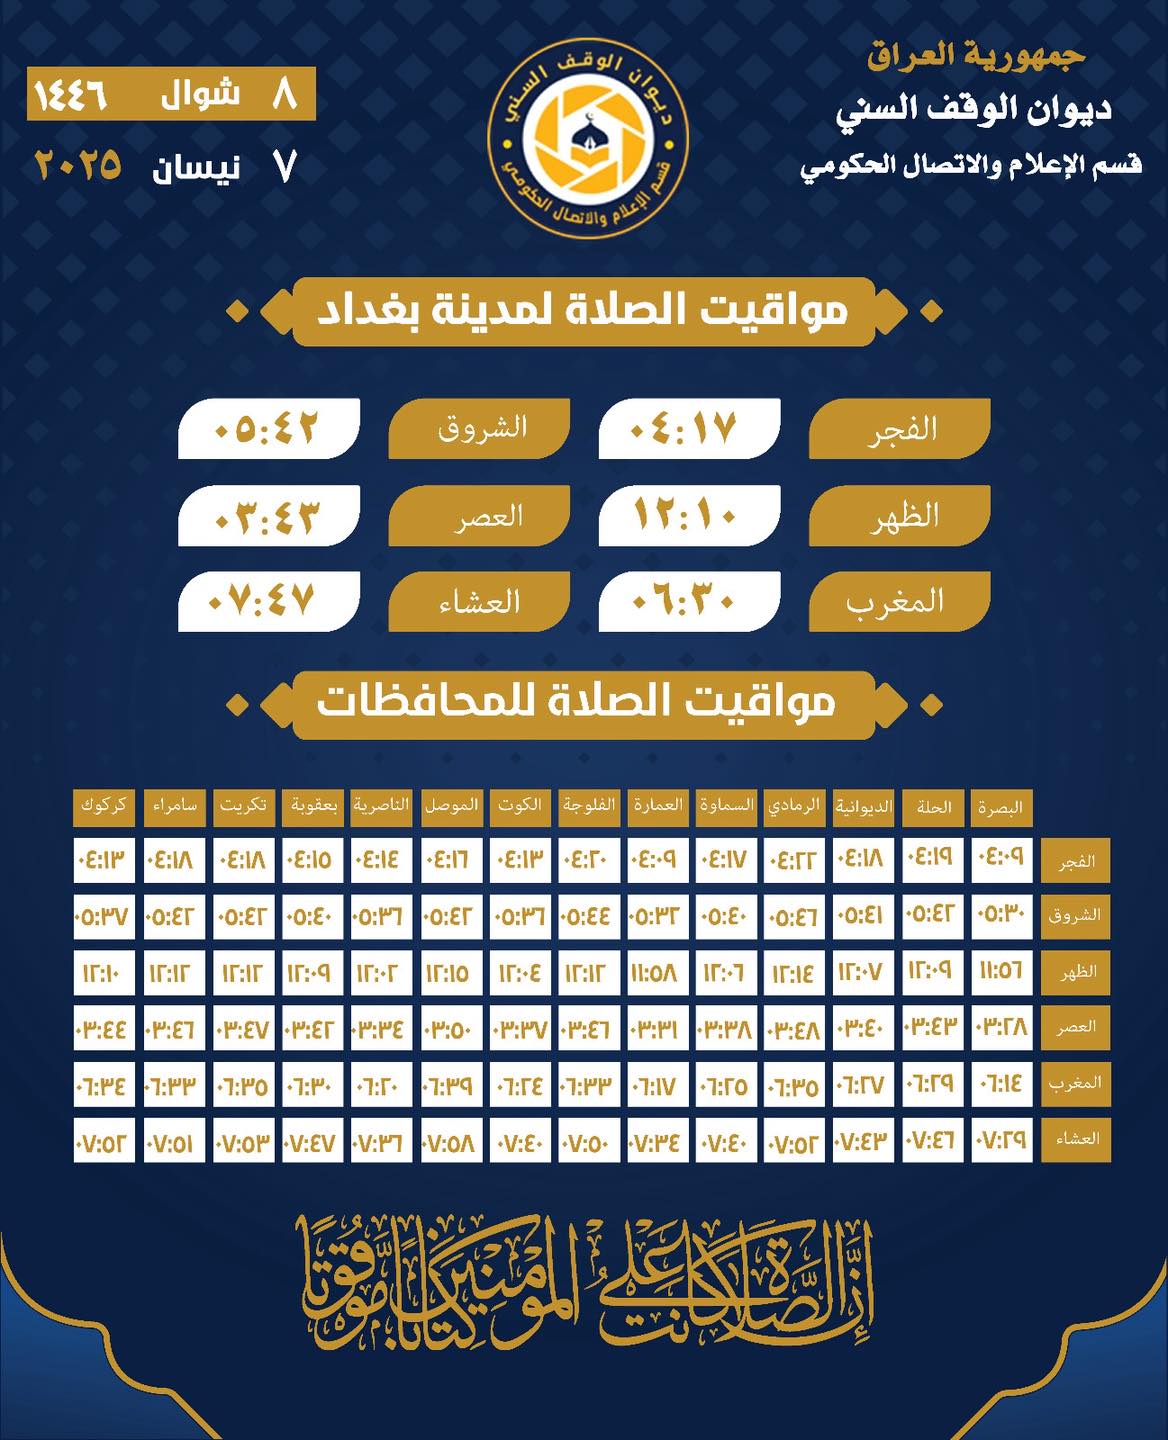 جمهورية العراق
ديوان الوقف السني
قسم الإعلام والاتصال الحكومي
ديوان الوقف السني
قسم الإعلام والاتصال الحكومي
٨ شوال ١٤٤٦
٧ نيسان ٢٠٢٥
مواقيت الصلاة لمدينة بغداد
الفجر ٠٤:١٧ الشروق ٠٥:٤٢
الظهر ١٢:١٠ العصر ٠٣:٤٣
المغرب ٠٦:٣٠ العشاء ٠٧:٤٧
مواقيت الصلاة للمحافظات
البصرة الحلة الديوانية الرمادي السماوة العمارة الفلوجة الكوت الموصل الناصرية بعقوبة تكريت سامراء كركوك
الفجر ٠٤:٠٩ ٠٤:١٩ ٠٤:١٨ ٠٤:٢٢ ٠٤:١٧ ٠٤:٠٩ ٠٤:٢٠ ٠٤:١٣ ٠٤:١٦ ٠٤:١٤ ٠٤:١٥ ٠٤:١٨ ٠٤:١٨ ٠٤:١٣
الشروق ٠٥:٣٠ ٠٥:٤٢ ٠٥:٤١ ٠٥:٤٦ ٠٥:٤٠ ٠٥:٣٢ ٠٥:٤٤ ٠٥:٣٦ ٠٥:٤٢ ٠٥:٣٦ ٠٥:٤٠ ٠٥:٤٢ ٠٥:٤٢ ٠٥:٣٧
الظهر ١١:٥٦ ١٢:٠٩ ١٢:٠٧ ١٢:١٤ ١٢:٠٦ ١١:٥٨ ١٢:١٢ ١٢:٠٤ ١٢:١٥ ١٢:٠٢ ١٢:٠٩ ١٢:١٢ ١٢:١٢ ١٢:١٠
العصر ٠٣:٢٨ ٠٣:٤٣ ٠٣:٤٠ ٠٣:٤٨ ٠٣:٣٨ ٠٣:٣١ ٠٣:٤٦ ٠٣:٣٧ ٠٣:٥٠ ٠٣:٣٤ ٠٣:٤٢ ٠٣:٤٧ ٠٣:٤٦ ٠٣:٤٤
المغرب ٠٦:١٤ ٠٦:٢٩ ٠٦:٢٧ ٠٦:٣٥ ٠٦:٢٥ ٠٦:١٧ ٠٦:٣٣ ٠٦:٢٤ ٠٦:٣٩ ٠٦:٢٠ ٠٦:٣٠ ٠٦:٣٥ ٠٦:٣٣ ٠٦:٣٤
العشاء ٠٧:٢٩ ٠٧:٤٦ ٠٧:٤٣ ٠٧:٥٢ ٠٧:٤٠ ٠٧:٣٤ ٠٧:٥٠ ٠٧:٤٠ ٠٧:٥٨ ٠٧:٣٦ ٠٧:٤٧ ٠٧:٥٣ ٠٧:٥١ ٠٧:٥٢
إِنَّ الصَّلَاةَ كَانَتْ عَلَى الْمُؤْمِنِينَ كِتَابًا مَوْقُوتًا